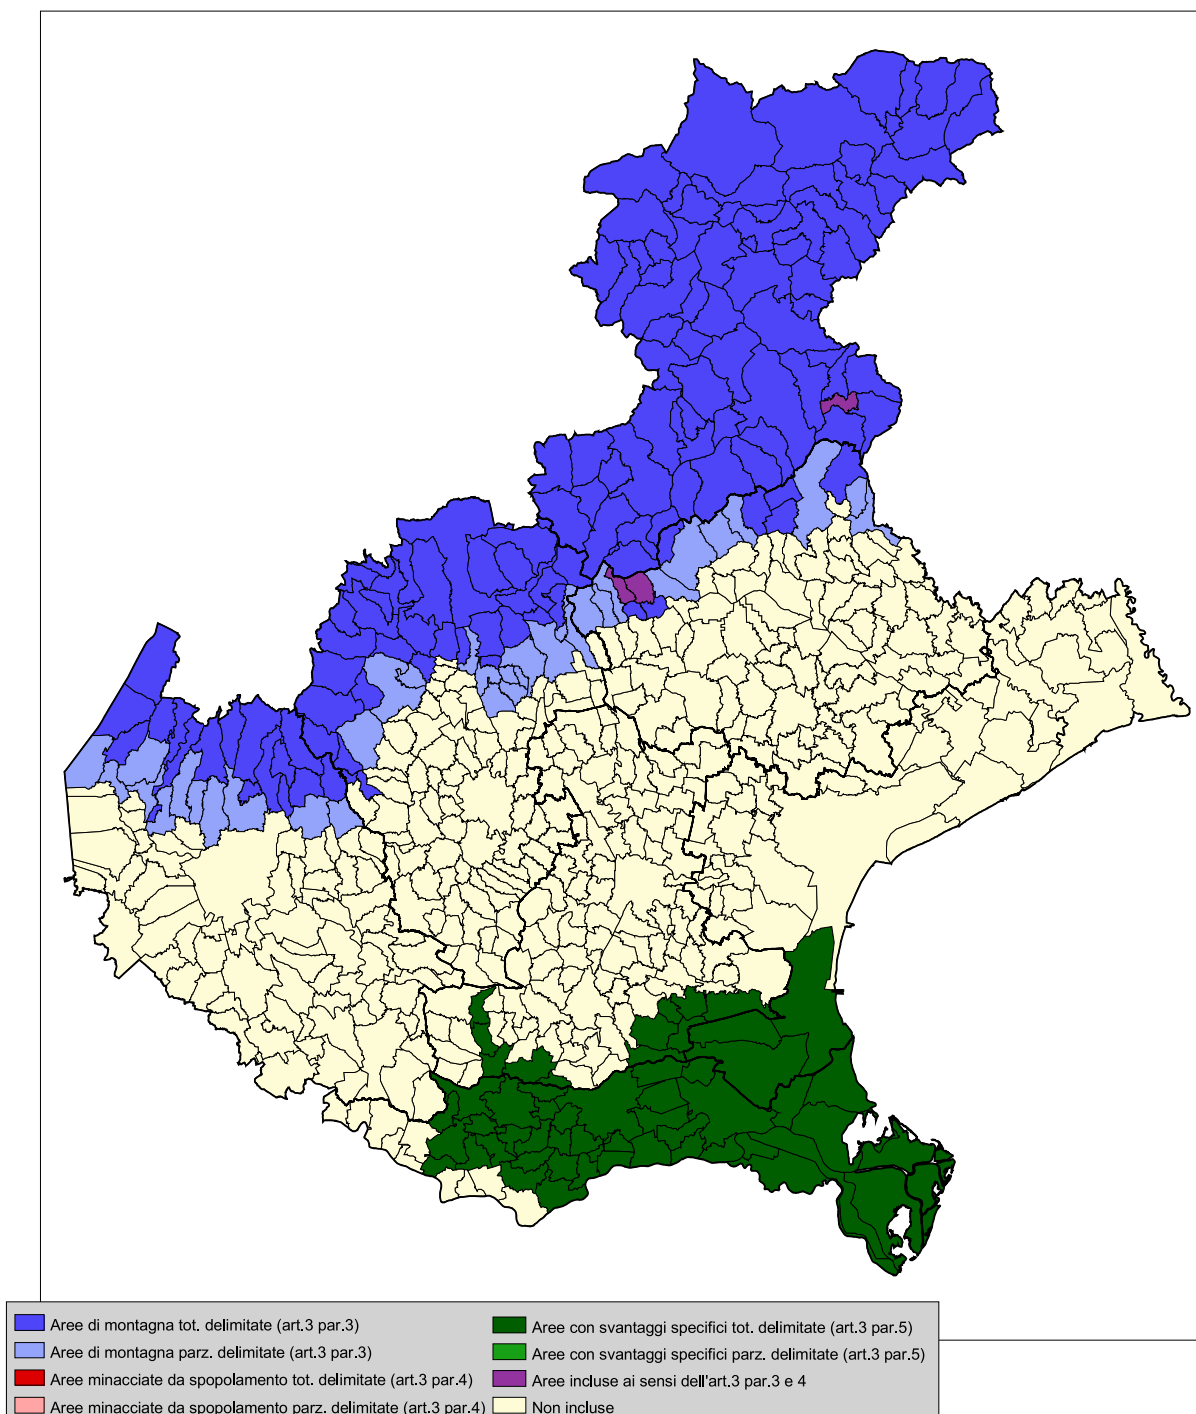 Aree di montagna tot. delimitate (art.3 par.3)
Aree di montagna parz. delimitate (art.3 par.3)
Aree minacciate da spopolamento tot. delimitate (art.3 par.4)
Aree minacciate da spopolamento parz. delimitate (art.3 par.4)
Aree con svantaggi specifici tot. delimitate (art.3 par.5)
Aree con svantaggi specifici parz. delimitate (art.3 par.5)
Aree incluse ai sensi dell'art.3 par.3 e 4
Non incluse